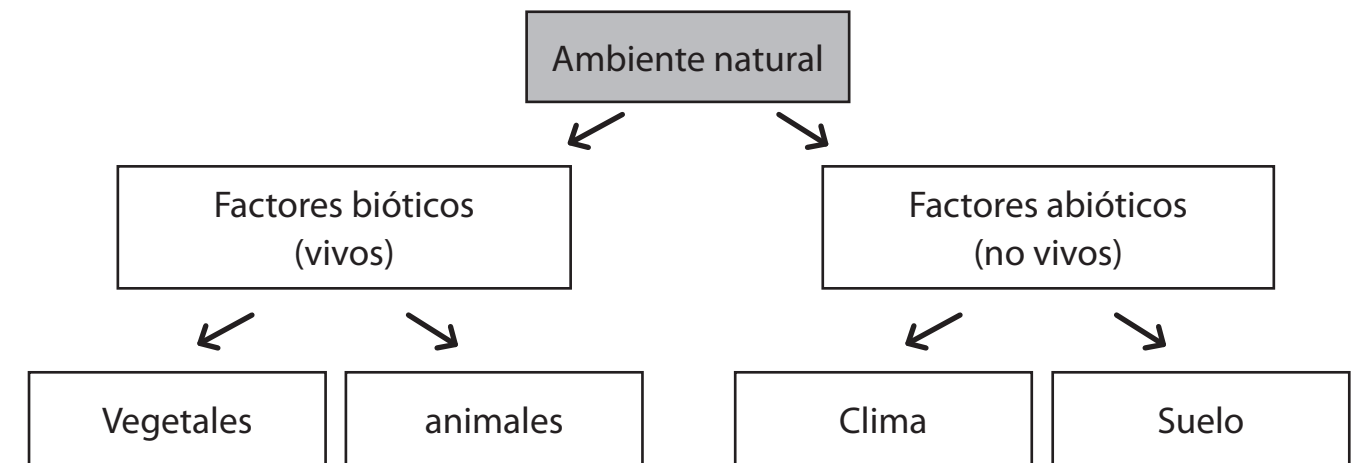 Ambiente natural
Factores bióticos
(vivos)
Factores abióticos
(no vivos)
Vegetales
animales
Clima
Suelo